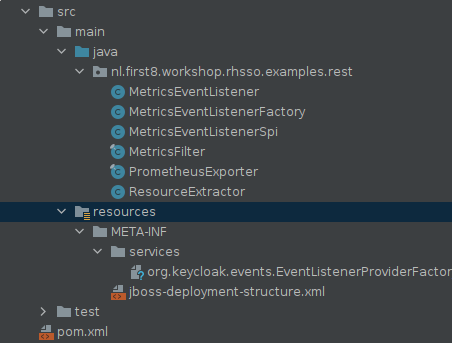 src
main
java
nl.first8.workshop.rhsso.examples.rest
MetricsEventListener
MetricsEventListenerFactory
MetricsEventListenerSpi
MetricsFilter
PrometheusExporter
ResourceExtractor
resources
META-INF
services
org.keycloak.events.EventListenerProviderFactor
jboss-deployment-structure.xml
test
pom.xml